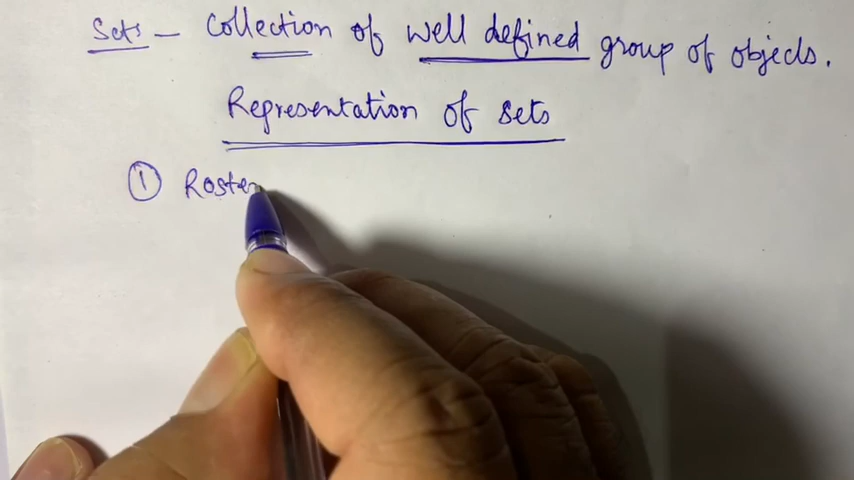 Sets - Collection of well defined group of objects.
Representation of sets
① Roster